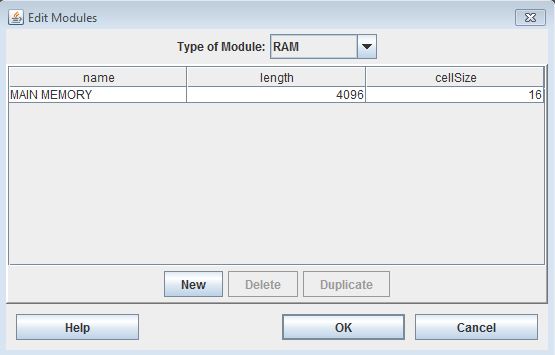 Edit Modules
Type of Module: RAM
name length cellSize
MAIN MEMORY 4096 16
New Delete Duplicate
Help OK Cancel